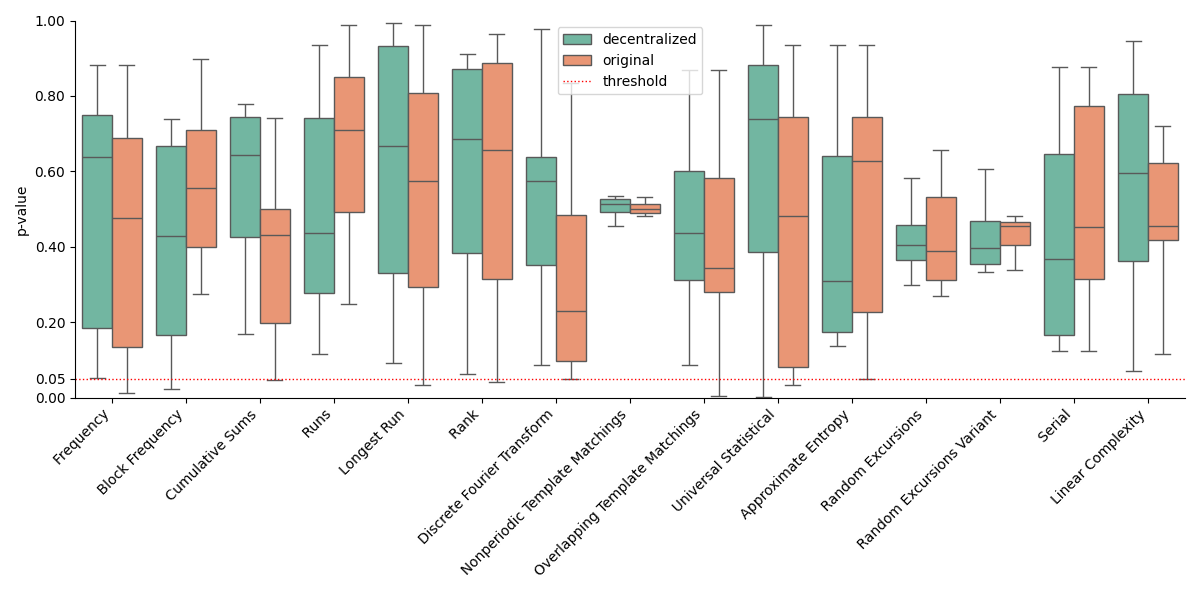 decentralized
original
threshold
p-value
1.00
0.80
0.60
0.40
0.20
0.05
0.00
Frequency
Block Frequency
Cumulative Sums
Runs
Longest Run
Rank
Discrete Fourier Transform
Nonperiodic Template Matchings
Overlapping Template Matchings
Universal Statistical
Approximate Entropy
Random Excursions
Random Excursions Variant
Serial
Linear Complexity